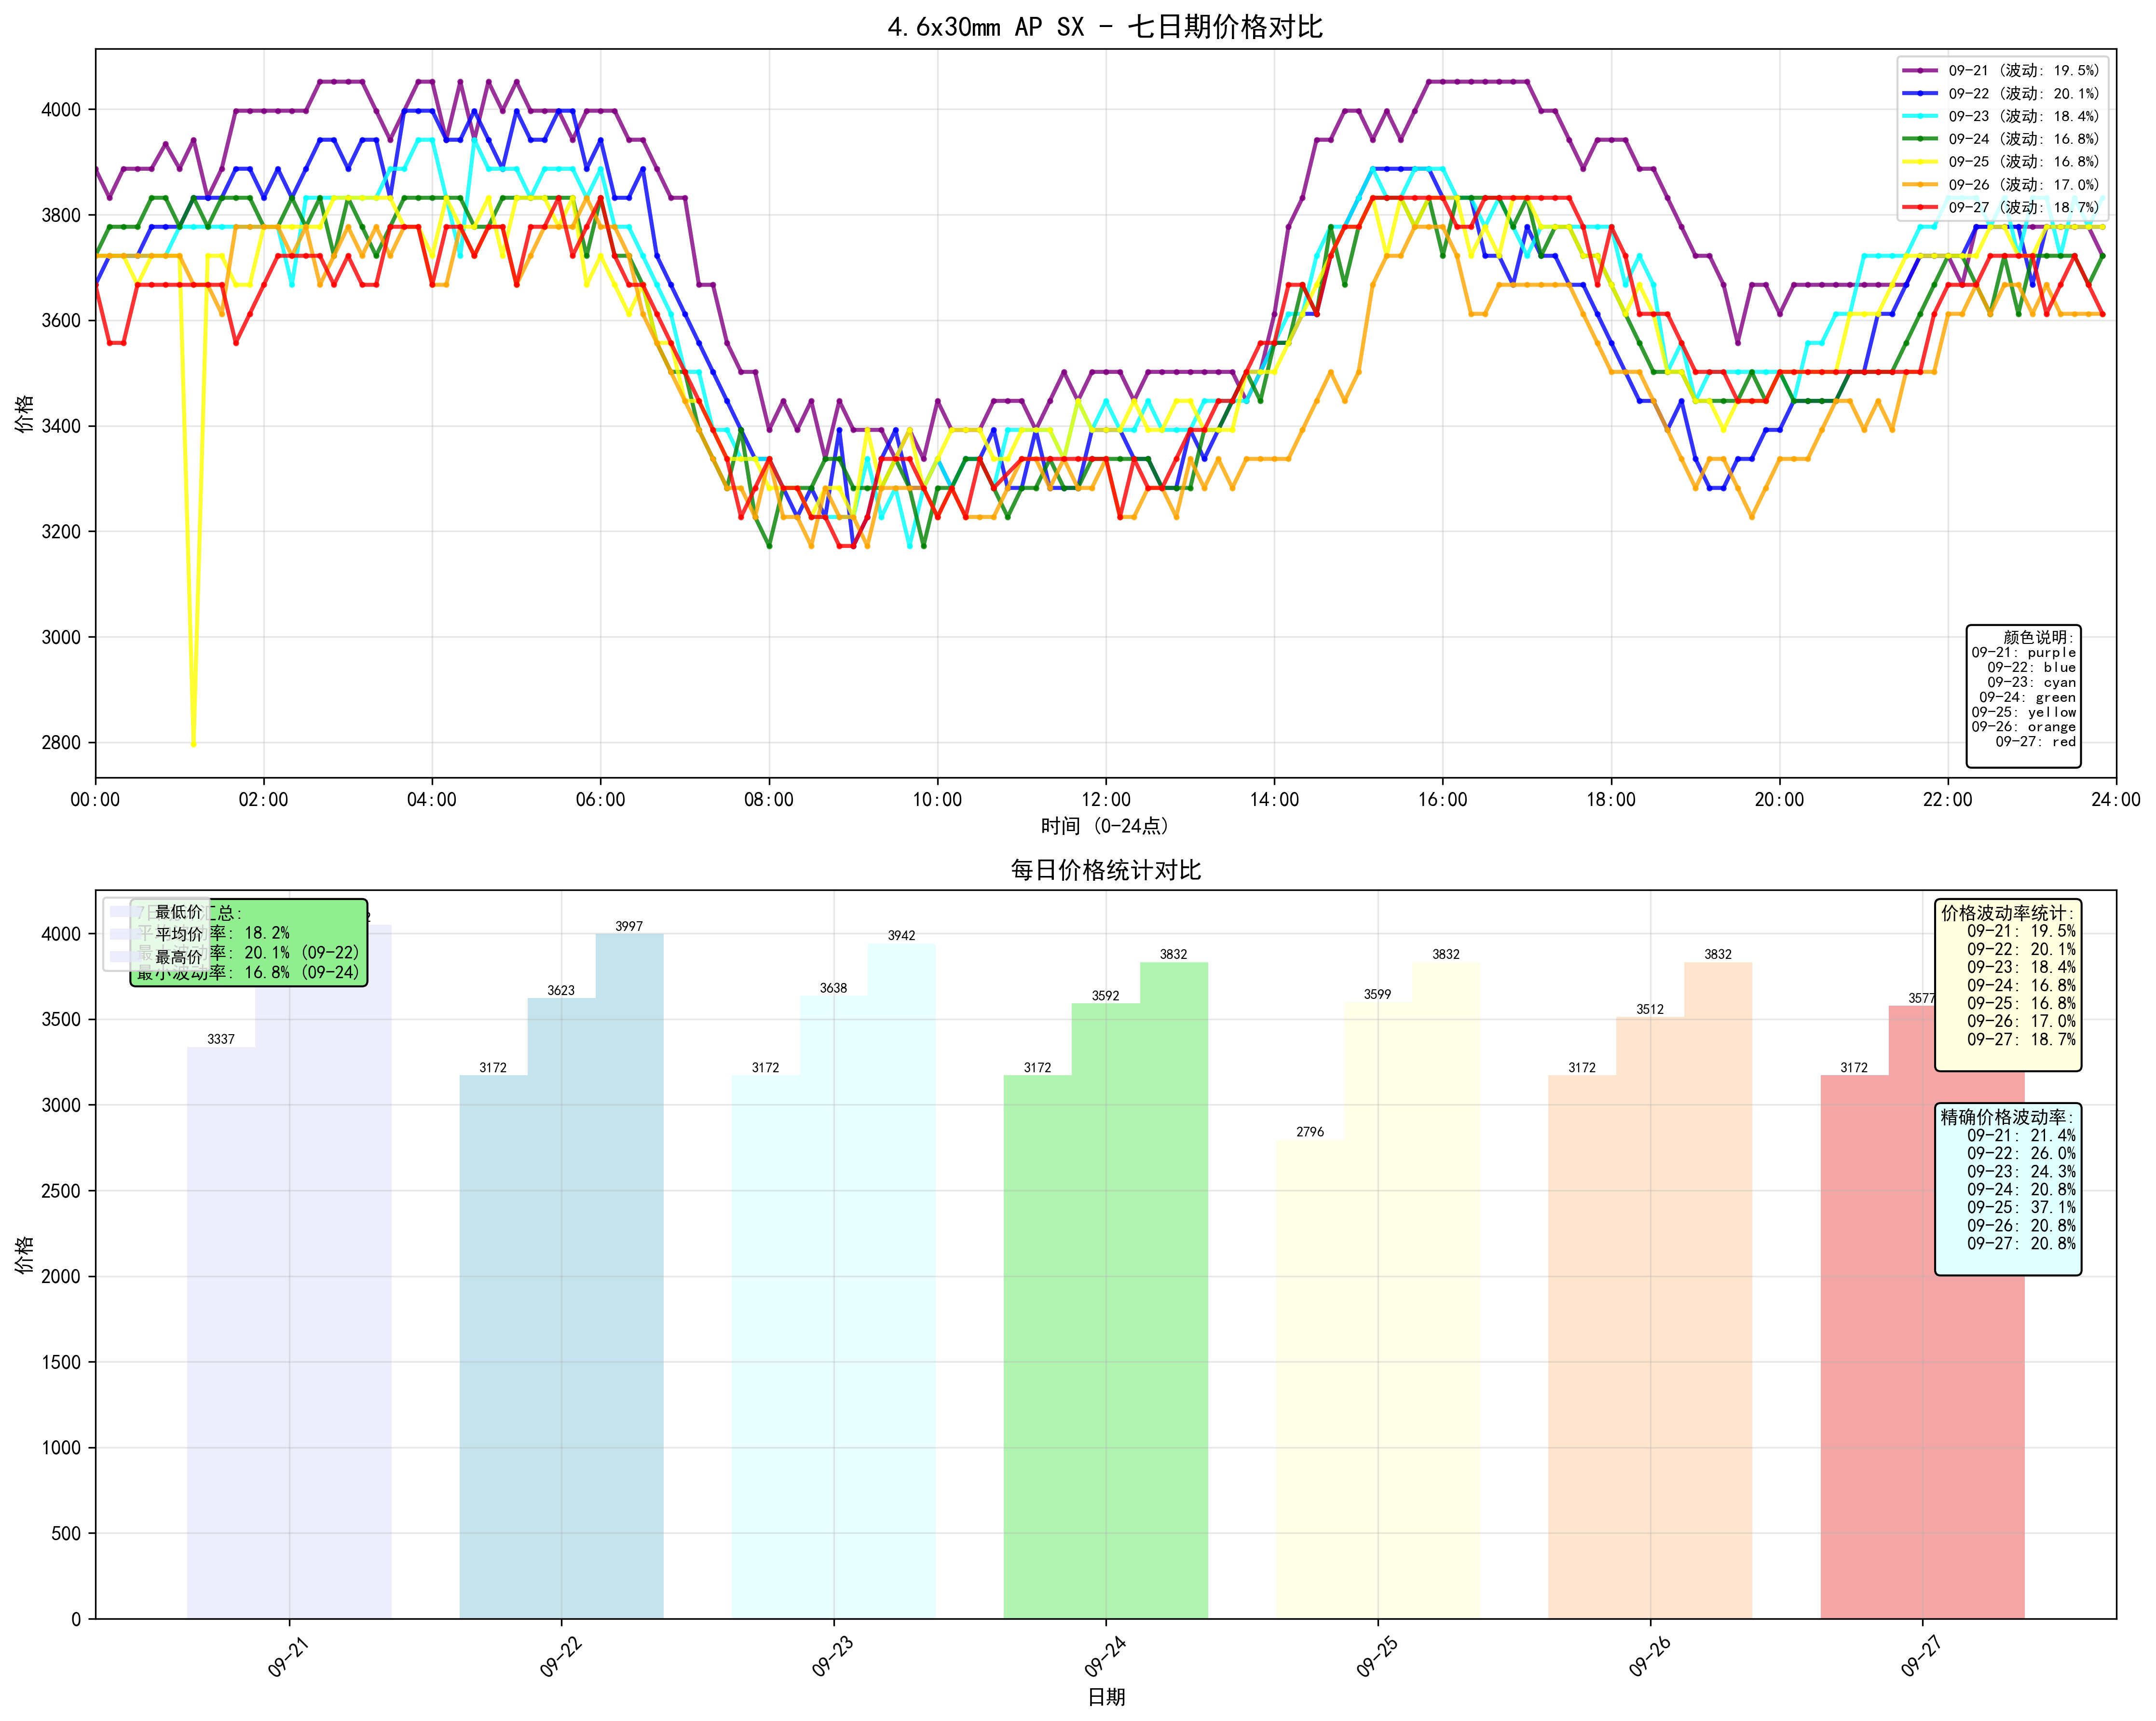 4.6x30mm AP SX - 七日期价格对比
09-21 (波动: 19.5%)
09-22 (波动: 20.1%)
09-23 (波动: 18.4%)
09-24 (波动: 16.8%)
09-25 (波动: 16.8%)
09-26 (波动: 17.0%)
09-27 (波动: 18.7%)
4000
3800
3600
3400
3200
3000
2800
价格
颜色说明:
09-21: purple
09-22: blue
09-23: cyan
09-24: green
09-25: yellow
09-26: orange
09-27: red
00:00 02:00 04:00 06:00 08:00 10:00 12:00 14:00 16:00 18:00 20:00 22:00 24:00
时间 (0-24点)
每日价格统计对比
最低价
平均价
最高价
汇总:
率: 18.2%
率: 20.1% (09-22)
最小波动率: 16.8% (09-24)
价格波动率统计:
09-21: 19.5%
09-22: 20.1%
09-23: 18.4%
09-24: 16.8%
09-25: 16.8%
09-26: 17.0%
09-27: 18.7%
精确价格波动率:
09-21: 21.4%
09-22: 26.0%
09-23: 24.3%
09-24: 20.8%
09-25: 37.1%
09-26: 20.8%
09-27: 20.8%
3337
3172 3623 3997
3172 3638 3942
3172 3592 3832
2796 3599 3832
3172 3512 3832
3172 3577
4000
3500
3000
2500
2000
1500
1000
500
0
价格
09-21 09-22 09-23 09-24 09-25 09-26 09-27
日期